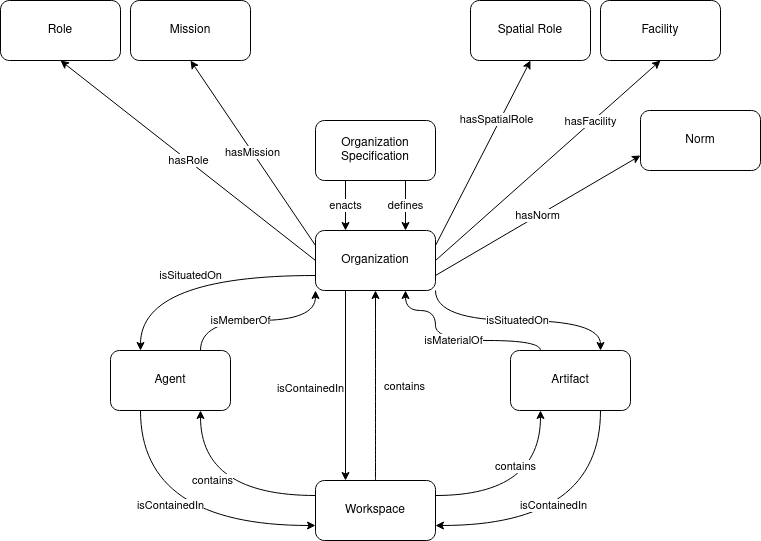 Role
Mission
Spatial Role
Facility
hasSpatialRole
hasFacility
Norm
Organization
Specification
hasMission
hasRole
enacts
defines
hasNorm
Organization
isSituatedOn
isMemberOf
isSituatedOn
isMaterialOf
Agent
isContainedIn
contains
Artifact
contains
contains
isContainedIn
isContainedIn
Workspace